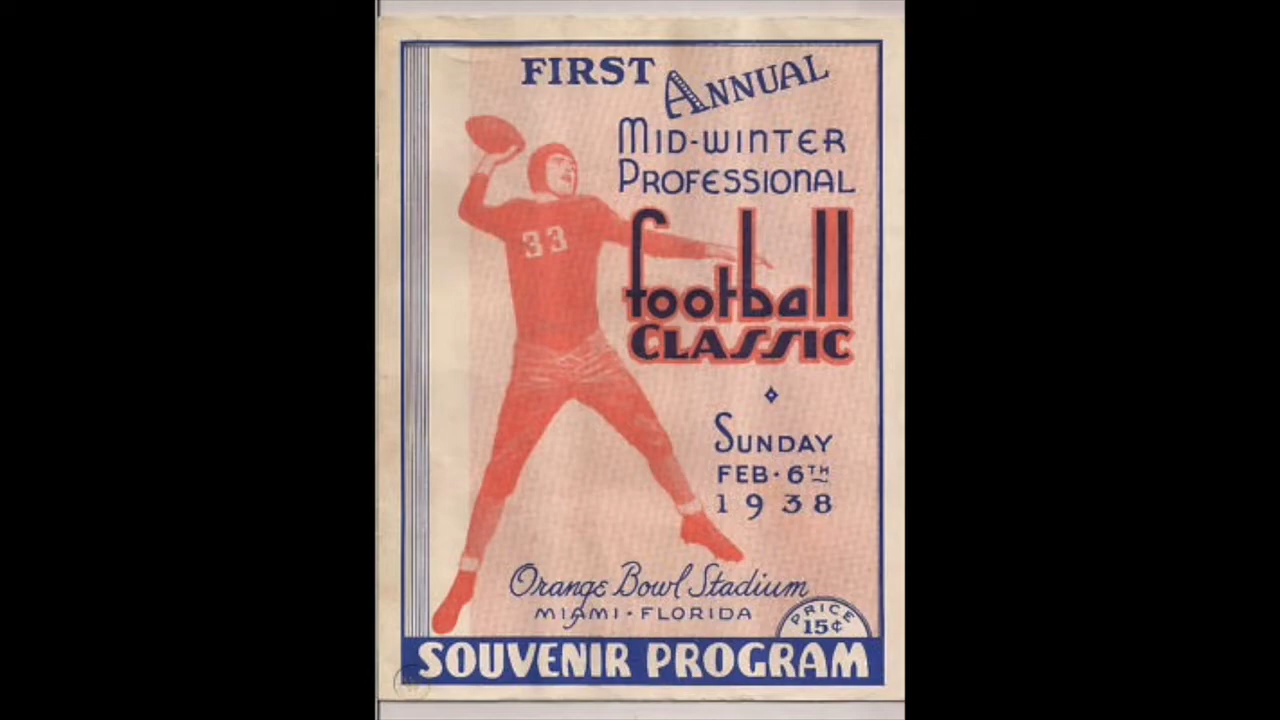 FIRST ANNUAL
MID-WINTER
PROFESSIONAL
football
CLASSIC
SUNDAY
FEB · 6TH
1938
33
Orange Bowl Stadium
MIAMI · FLORIDA
PRICE
15¢
SOUVENIR PROGRAM